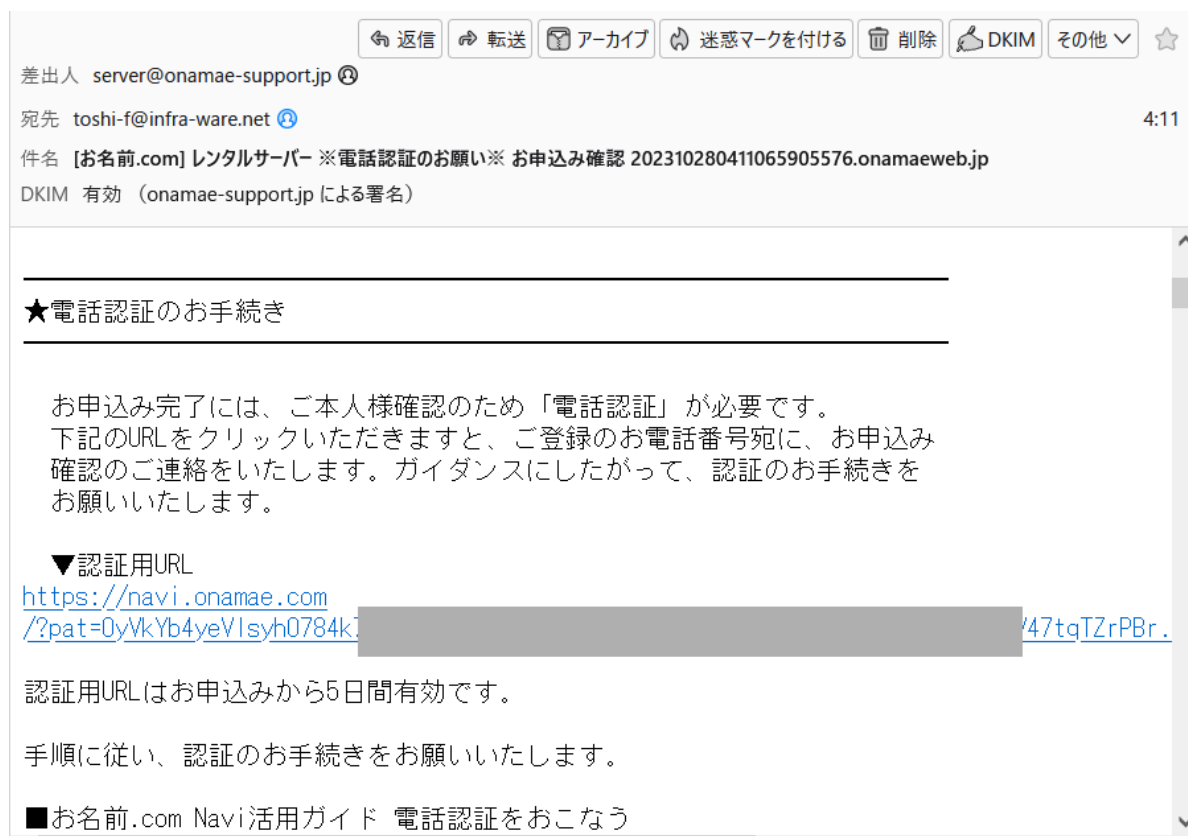 返信 転送 アーカイブ 迷惑マークを付ける 削除 DKIM その他
差出人 server@onamae-support.jp
宛先 toshi-f@infra-ware.net 4:11
件名 [お名前.com] レンタルサーバー ※電話認証のお願い※ お申込み確認 202310280411065905576.onamaeweb.jp
DKIM 有効 （onamae-support.jp による署名）
★電話認証のお手続き
お申込み完了には、ご本人様確認のため「電話認証」が必要です。
下記のURLをクリックいただきますと、ご登録のお電話番号宛に、お申込み
確認のご連絡をいたします。ガイダンスにしたがって、認証のお手続きを
お願いいたします。
▼認証用URL
https://navi.onamae.com
認証用URLはお申込みから5日間有効です。
手順に従い、認証のお手続きをお願いいたします。
■お名前.com Navi活用ガイド 電話認証をおこなう